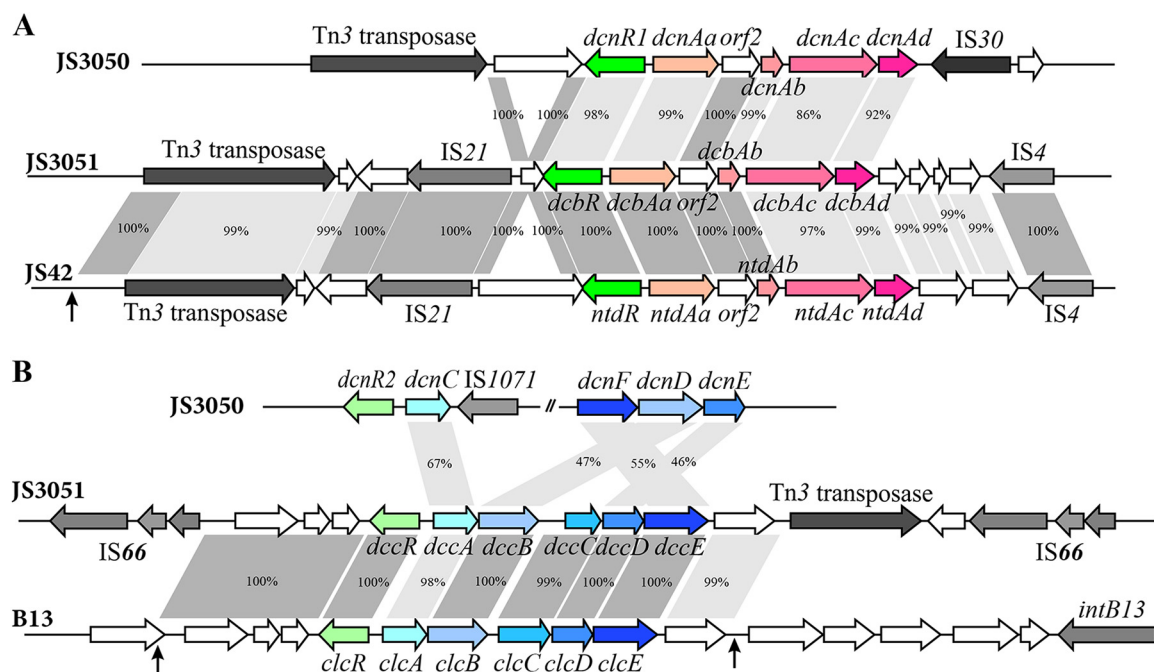 A
Tn3 transposase
dcnR1 dcnAa orf2 dcnAc dcnAd
IS30
JS3050
dcnAb
100% 100% 98% 99% 100% 99% 86% 92%
JS3051
Tn3 transposase
IS21
dcbAb
IS4
dcbR dcbAa orf2 dcbAc dcbAd
100% 99% 99% 100% 100% 100% 100% 100% 100% 100% 100% 97% 99% 99% 99% 99% 99%
100%
JS42
ntdAb
Tn3 transposase
IS21
ntdR ntdAa orf2 ntdAc ntdAd
IS4
B
dcnR2 dcnC IS1071
dcnF dcnD dcnE
JS3050
//
67% 47% 55% 46%
JS3051
Tn3 transposase
IS66
dccR dccA dccB dccC dccD dccE
IS66
100% 100% 98% 100% 99% 100% 100% 99%
B13
intB13
clcR clcA clcB clcC clcD clcE